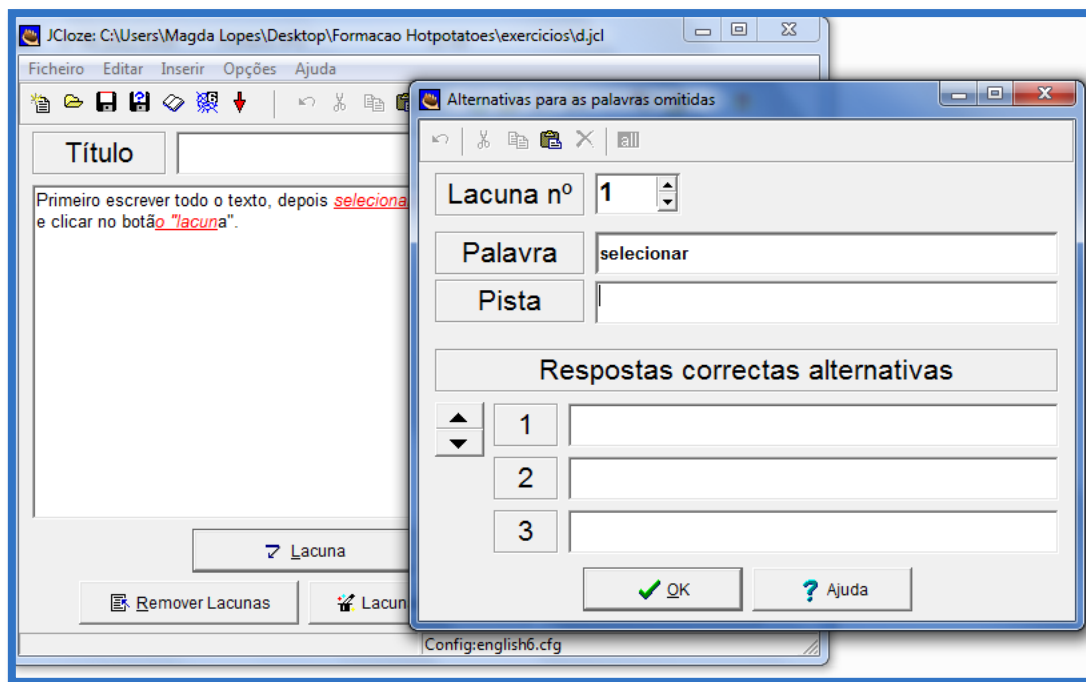 JCloze: C:\Users\Magda Lopes\Desktop\Formacao Hotpotatoes\exercicios\d.jcl
Ficheiro Editar Inserir Opções Ajuda
Título
Primeiro escrever todo o texto, depois
e clicar no botão "lacuna".
Lacuna
Remover Lacunas
Config:english6.cfg
Alternativas para as palavras omitidas
all
Lacuna nº 1
Palavra selecionar
Pista
Respostas correctas alternativas
1
2
3
OK Ajuda